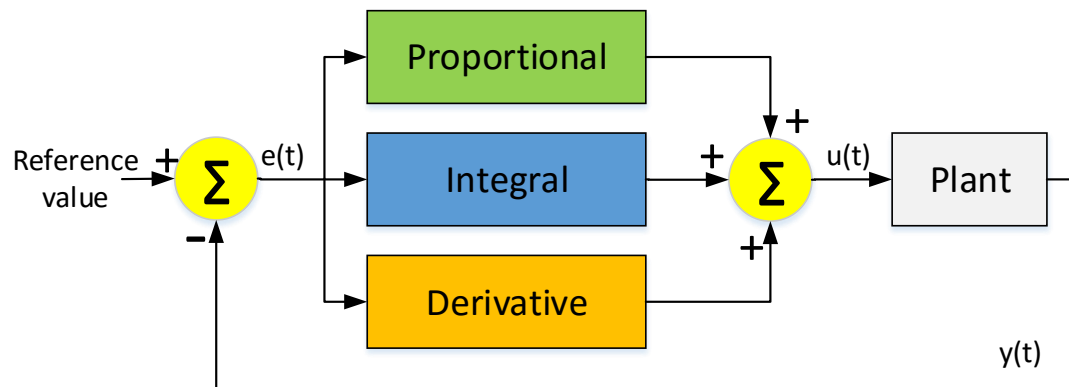 Proportional
+
Reference
value
+
Σ
e(t)
Integral
+
Σ
u(t)
Plant
-
+
Derivative
y(t)